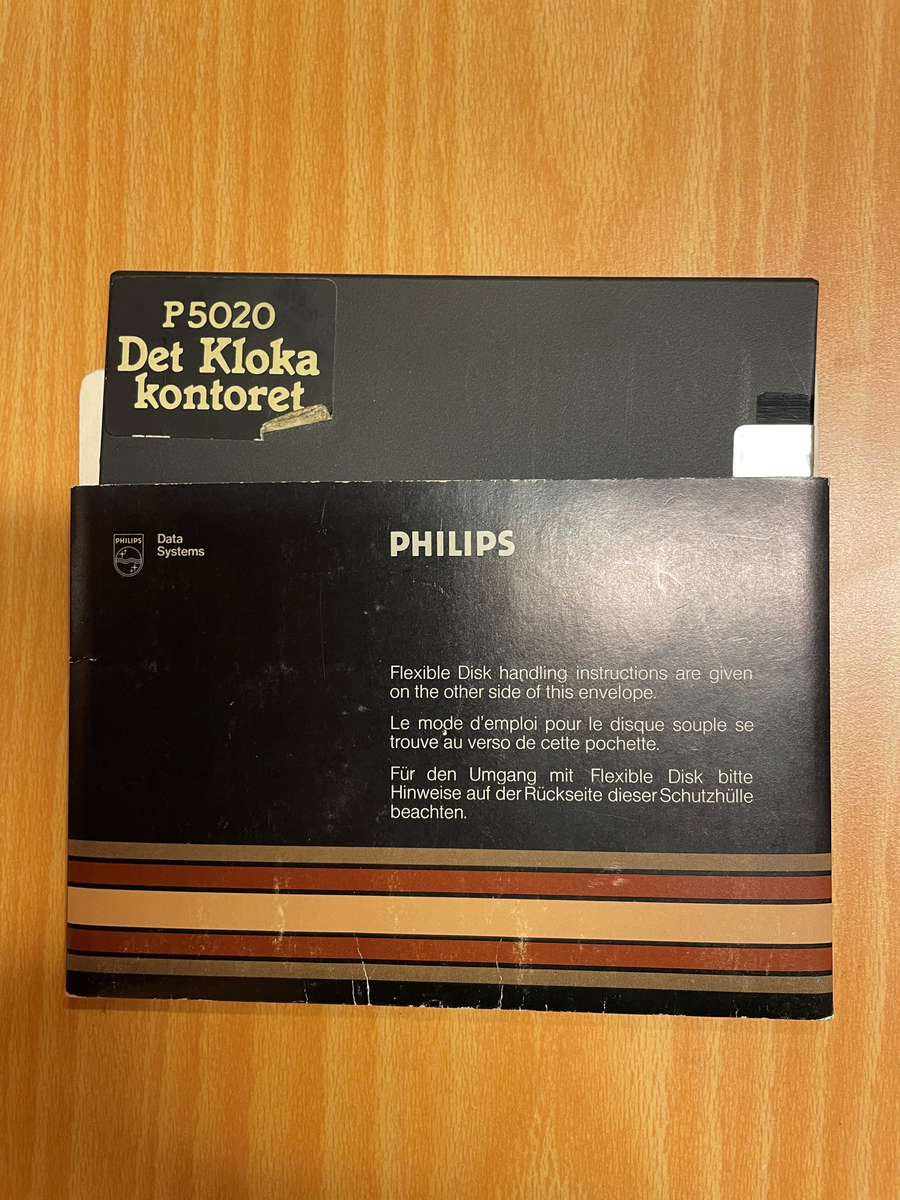 P5020
Det Kloka
kontoret
PHILIPS
Data
Systems
PHILIPS
Flexible Disk handling instructions are given
on the other side of this envelope.
Le mode d'emploi pour le disque souple se
trouve au verso de cette pochette.
Für den Umgang mit Flexible Disk bitte
Hinweise auf der Rückseite dieser Schutzhülle
beachten.